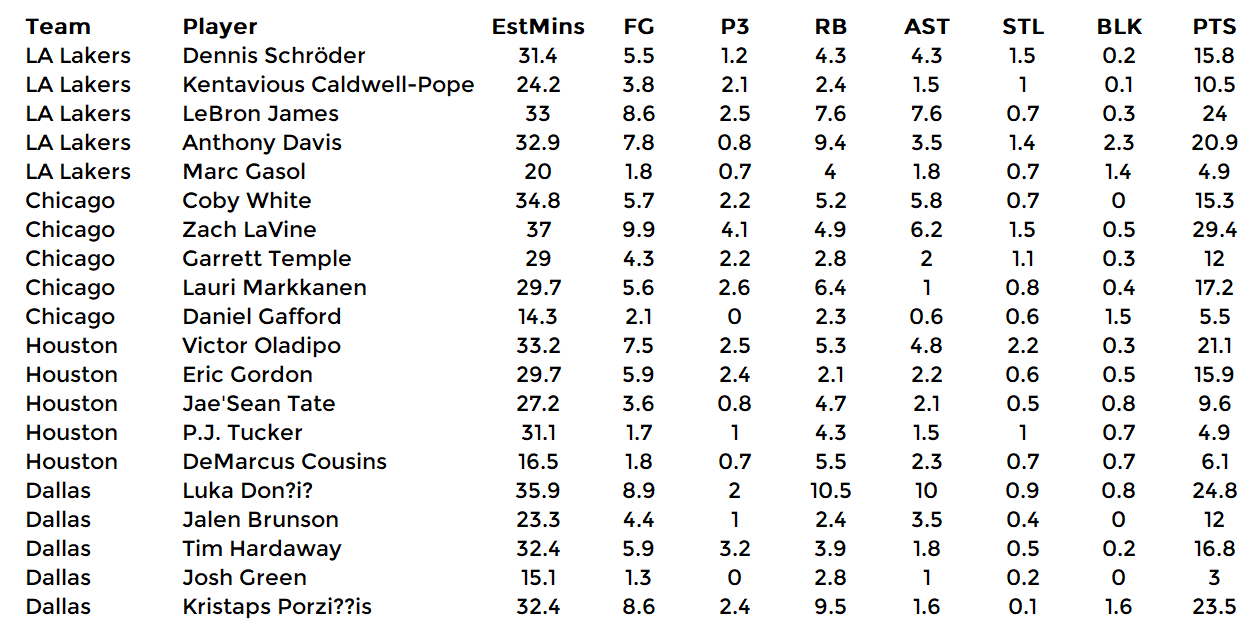 Team Player EstMins FG P3 RB AST STL BLK PTS
LA Lakers Dennis Schröder 31.4 5.5 1.2 4.3 4.3 1.5 0.2 15.8
LA Lakers Kentavious Caldwell-Pope 24.2 3.8 2.1 2.4 1.5 1 0.1 10.5
LA Lakers LeBron James 33 8.6 2.5 7.6 7.6 0.7 0.3 24
LA Lakers Anthony Davis 32.9 7.8 0.8 9.4 3.5 1.4 2.3 20.9
LA Lakers Marc Gasol 20 1.8 0.7 4 1.8 0.7 1.4 4.9
Chicago Coby White 34.8 5.7 2.2 5.2 5.8 0.7 0 15.3
Chicago Zach LaVine 37 9.9 4.1 4.9 6.2 1.5 0.5 29.4
Chicago Garrett Temple 29 4.3 2.2 2.8 2 1.1 0.3 12
Chicago Lauri Markkanen 29.7 5.6 2.6 6.4 1 0.8 0.4 17.2
Chicago Daniel Gafford 14.3 2.1 0 2.3 0.6 0.6 1.5 5.5
Houston Victor Oladipo 33.2 7.5 2.5 5.3 4.8 2.2 0.3 21.1
Houston Eric Gordon 29.7 5.9 2.4 2.1 2.2 0.6 0.5 15.9
Houston Jae'Sean Tate 27.2 3.6 0.8 4.7 2.1 0.5 0.8 9.6
Houston P.J. Tucker 31.1 1.7 1 4.3 1.5 1 0.7 4.9
Houston DeMarcus Cousins 16.5 1.8 0.7 5.5 2.3 0.7 0.7 6.1
Dallas Luka Don?i? 35.9 8.9 2 10.5 10 0.9 0.8 24.8
Dallas Jalen Brunson 23.3 4.4 1 2.4 3.5 0.4 0 12
Dallas Tim Hardaway 32.4 5.9 3.2 3.9 1.8 0.5 0.2 16.8
Dallas Josh Green 15.1 1.3 0 2.8 1 0.2 0 3
Dallas Kristaps Porzi??is 32.4 8.6 2.4 9.5 1.6 0.1 1.6 23.5